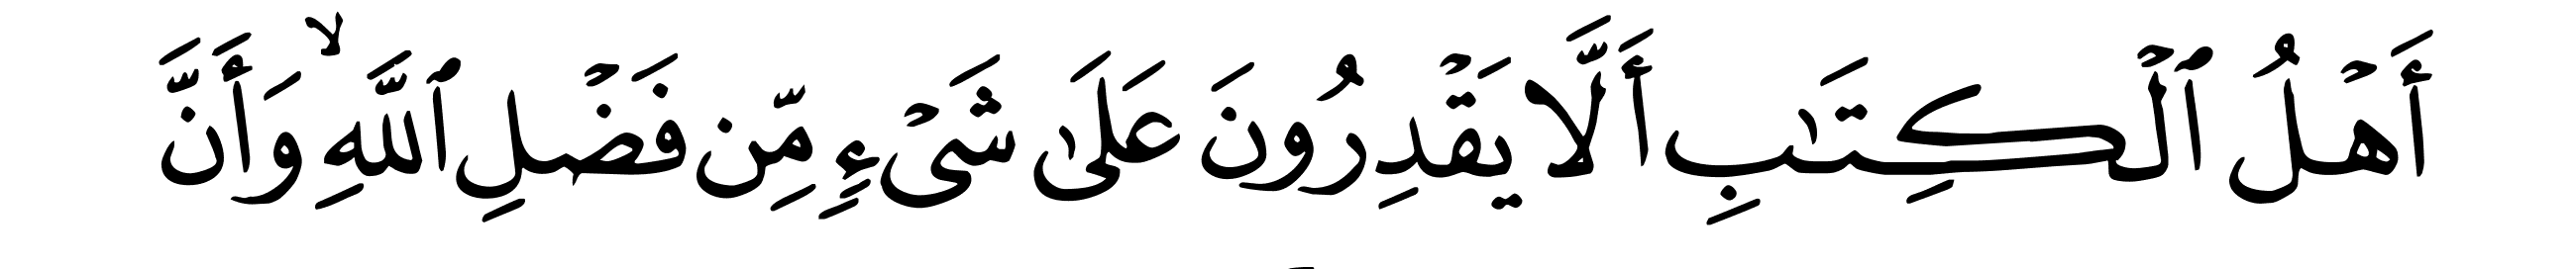 أَهۡلُ ٱلۡكِتَٰبِ أَلَّا يَقۡدِرُونَ عَلَىٰ شَيۡءٖ مِّن فَضۡلِ ٱللَّهِ ۙ وَأَنَّ